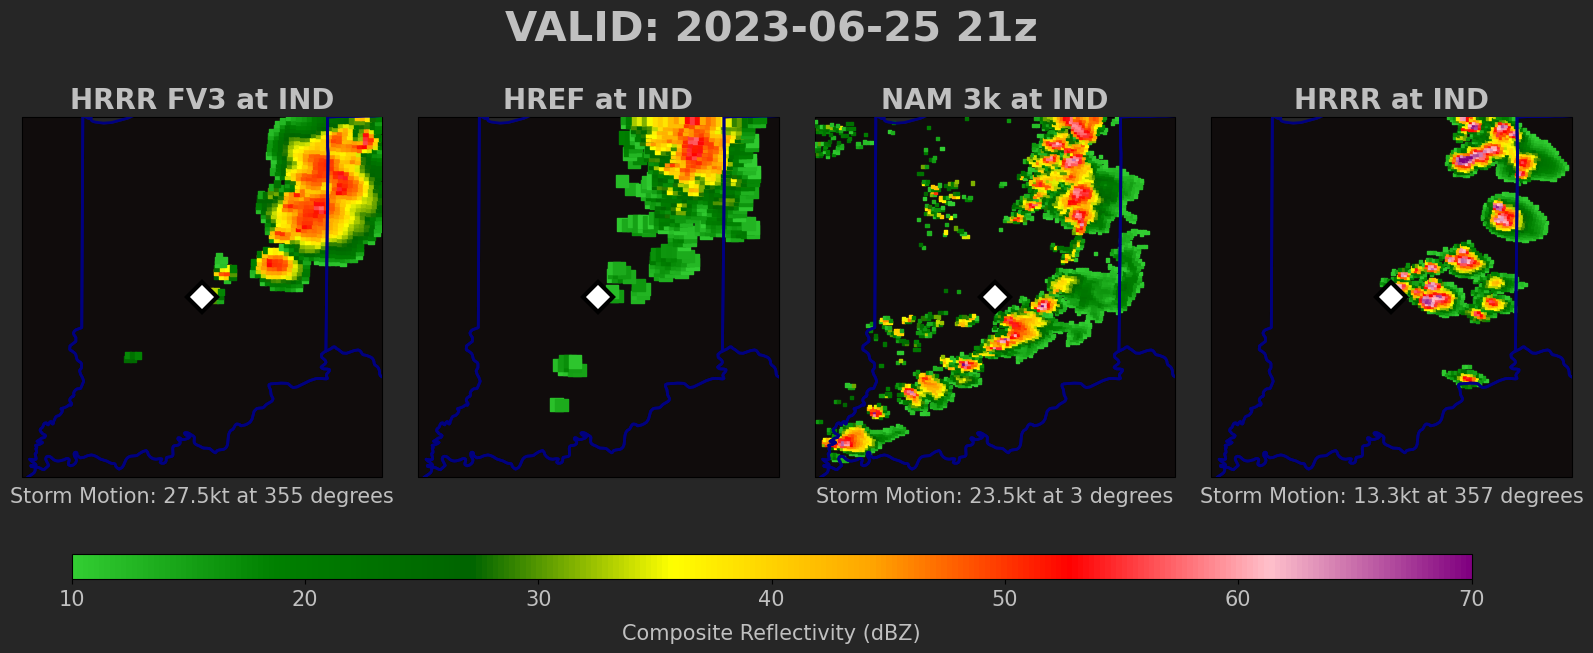 VALID: 2023-06-25 21z
HRRR FV3 at IND
HREF at IND
NAM 3k at IND
HRRR at IND
Storm Motion: 27.5kt at 355 degrees
Storm Motion: 23.5kt at 3 degrees
Storm Motion: 13.3kt at 357 degrees
10 20 30 40 50 60 70
Composite Reflectivity (dBZ)